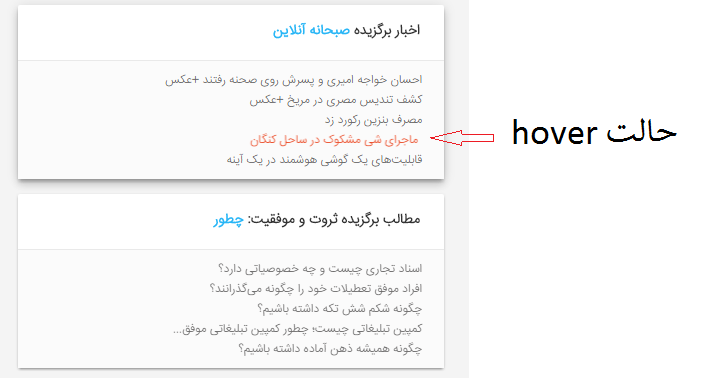 اخبار برگزیده صبحانه آنلاین
احسان خواجه امیری و پسرش روی صحنه رفتند +عکس
کشف تندیس مصری در مریخ +عکس
مصرف بنزین رکورد زد
ماجرای شی مشکوک در ساحل کنگان
قابلیت‌های یک گوشی هوشمند در یک آینه
حالت hover
مطالب برگزیده ثروت و موفقیت: چطور
اسناد تجاری چیست و چه خصوصیاتی دارد؟
افراد موفق تعطیلات خود را چگونه می‌گذرانند؟
چگونه شکم شش تکه داشته باشیم؟
کمپین تبلیغاتی چیست؛ چطور کمپین تبلیغاتی موفق...
چگونه همیشه ذهن آماده داشته باشیم؟